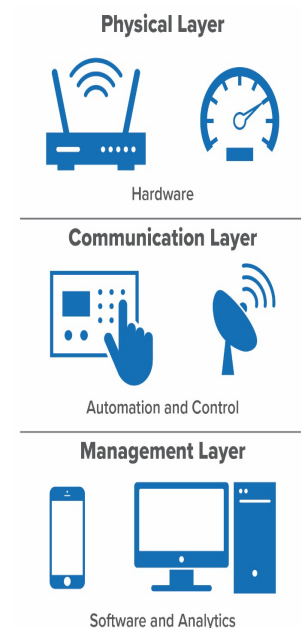 Physical Layer
Hardware
Communication Layer
Automation and Control
Management Layer
Software and Analytics